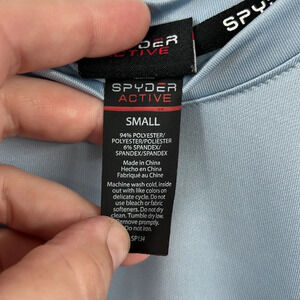 SPYDER
ACTIVE
SPYDER
SPYDER
ACTIVE
SMALL
94% POLYESTER/
POLYESTER/POLIESTER
6% SPANDEX/
SPANDEX/SPANDEX
Made in China
Hecho en China
Fabriqué au Chine
Machine wash cold, inside
out with like colors on
delicate cycle. Do not
use bleach or fabric
softeners. Do not dry
clean. Tumble dry low.
Remove promptly.
Do not iron.